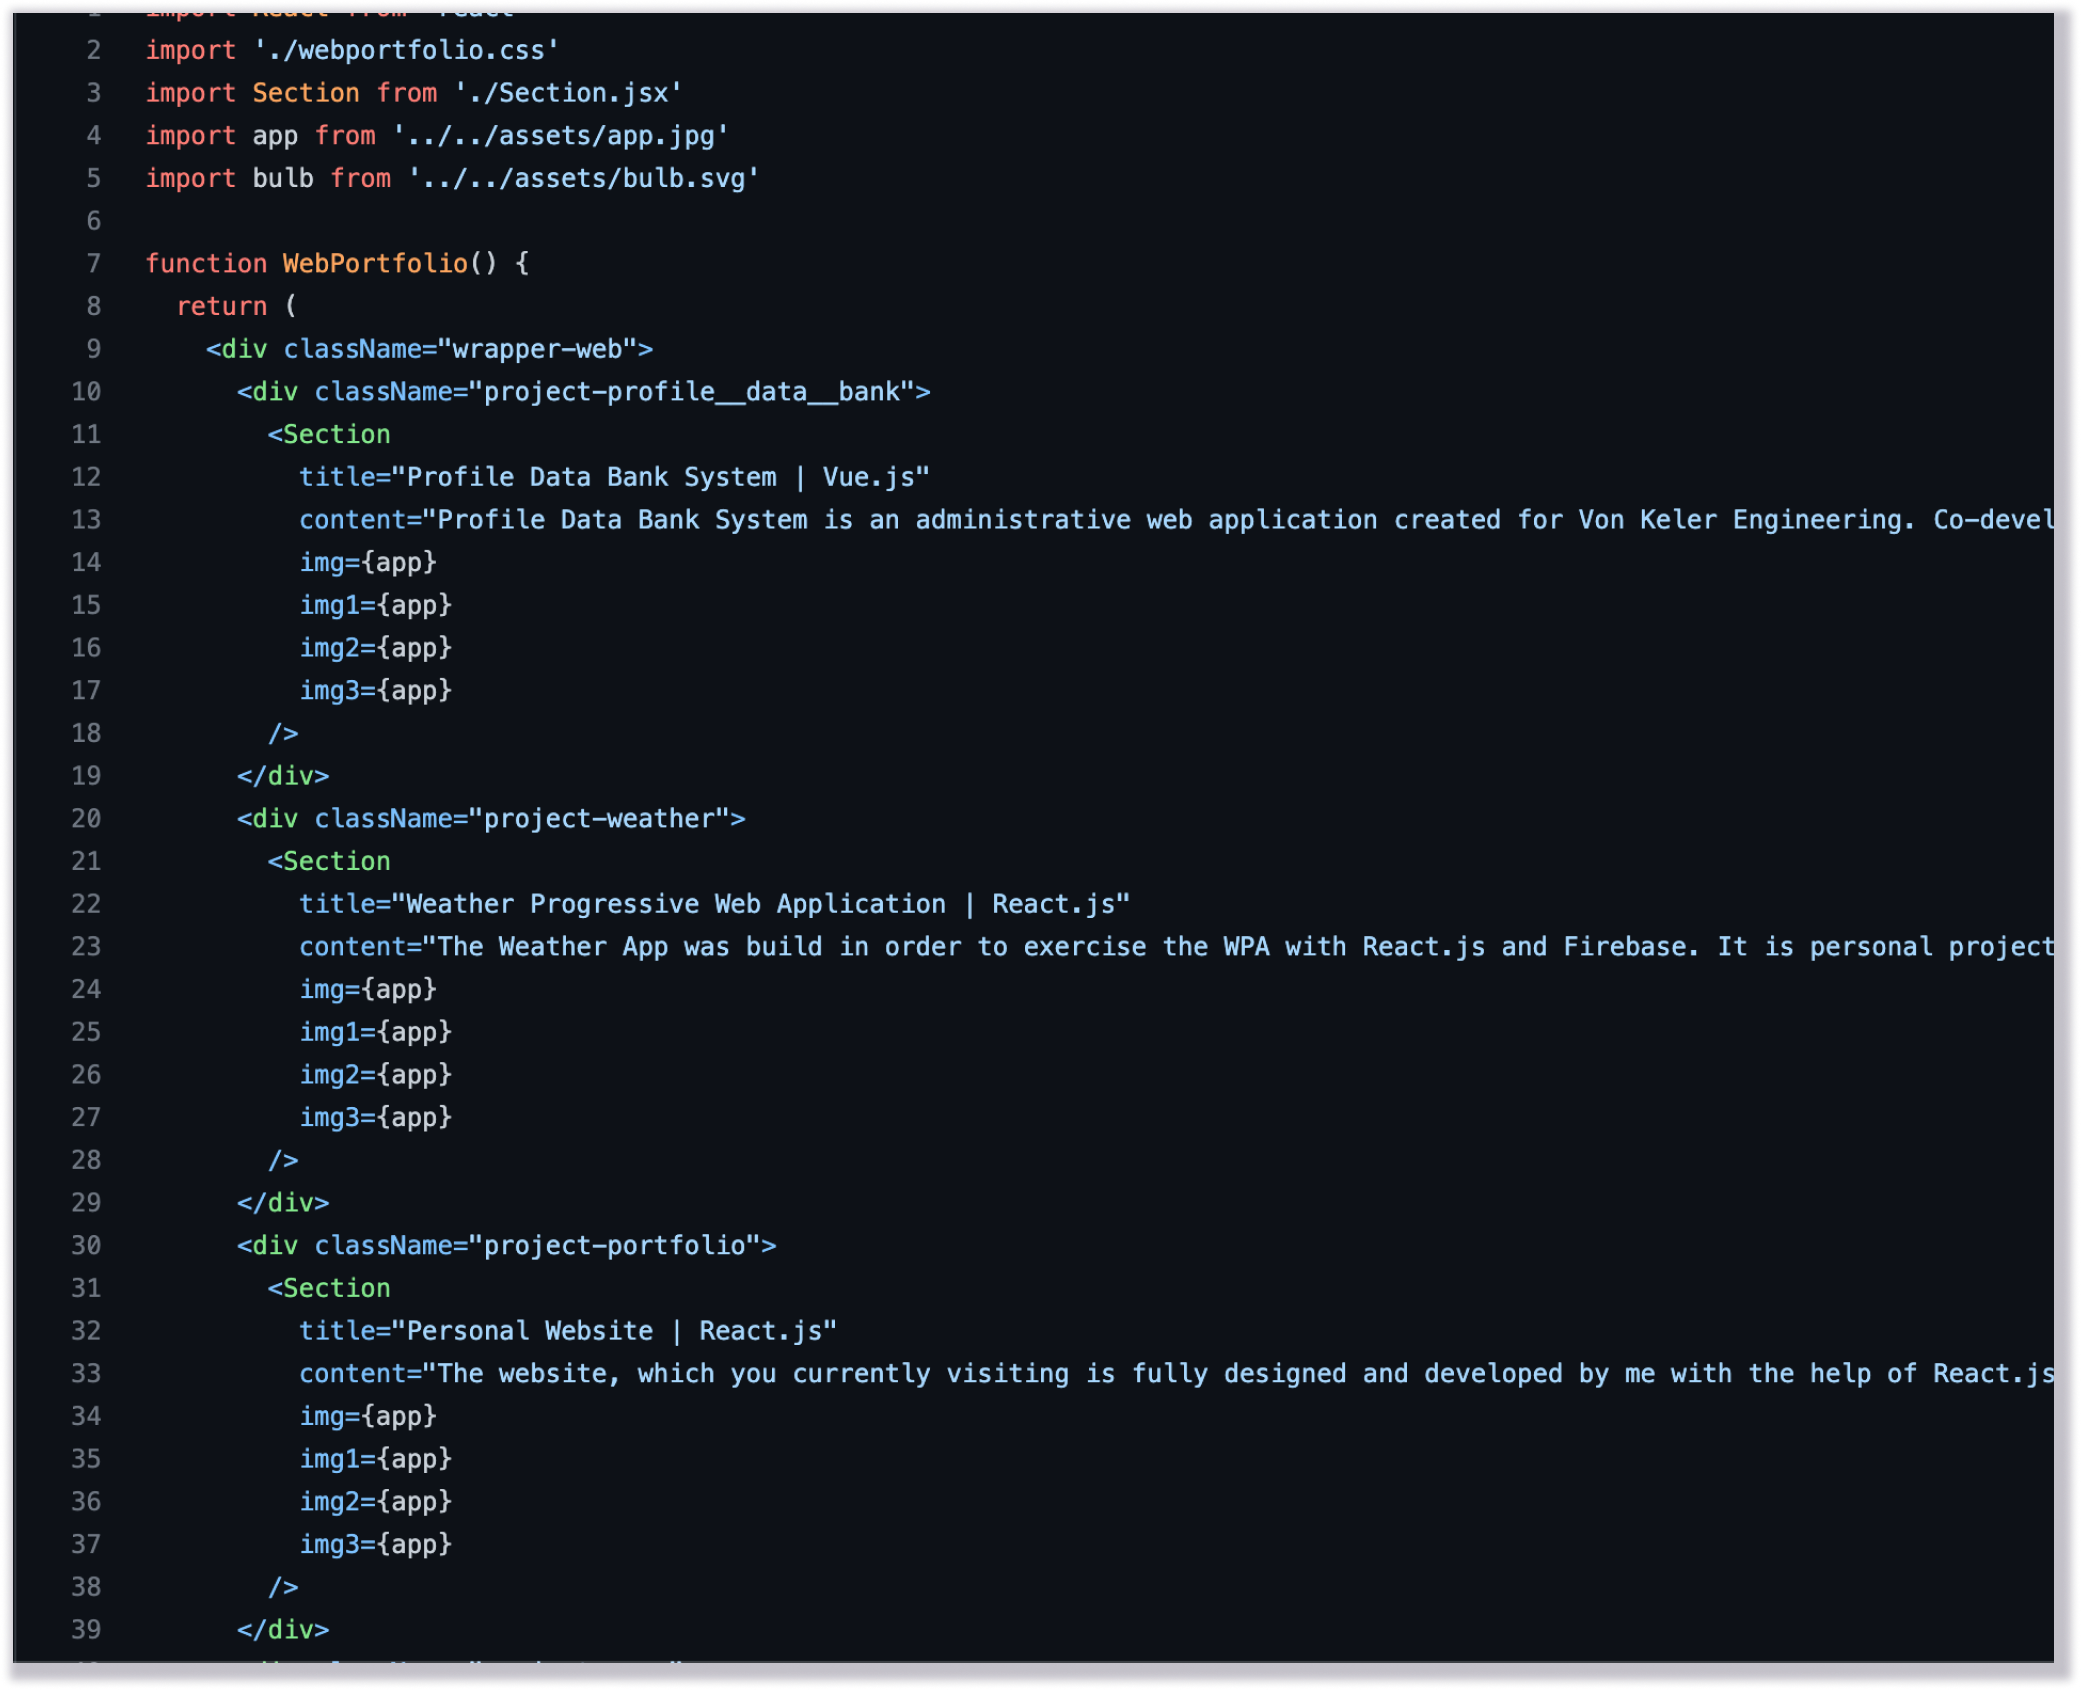 1 import React from 'react'
2 import './webportfolio.css'
3 import Section from './Section.jsx'
4 import app from '../../assets/app.jpg'
5 import bulb from '../../assets/bulb.svg'
6
7 function WebPortfolio() {
8 return (
9 <div className="wrapper-web">
10 <div className="project-profile__data__bank">
11 <Section
12 title="Profile Data Bank System | Vue.js"
13 content="Profile Data Bank System is an administrative web application created for Von Keler Engineering. Co-devel
14 img={app}
15 img1={app}
16 img2={app}
17 img3={app}
18 />
19 </div>
20 <div className="project-weather">
21 <Section
22 title="Weather Progressive Web Application | React.js"
23 content="The Weather App was build in order to exercise the WPA with React.js and Firebase. It is personal project
24 img={app}
25 img1={app}
26 img2={app}
27 img3={app}
28 />
29 </div>
30 <div className="project-portfolio">
31 <Section
32 title="Personal Website | React.js"
33 content="The website, which you currently visiting is fully designed and developed by me with the help of React.js
34 img={app}
35 img1={app}
36 img2={app}
37 img3={app}
38 />
39 </div>